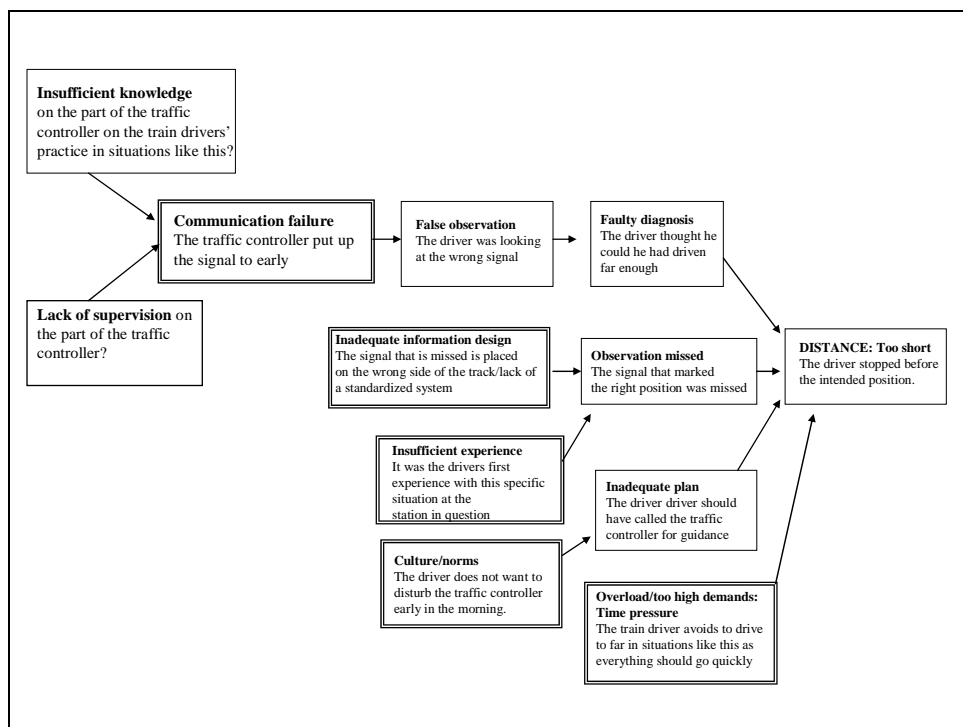 Insufficient knowledge
on the part of the traffic
controller on the train drivers’
practice in situations like this?
Communication failure
The traffic controller put up
the signal to early
False observation
The driver was looking
at the wrong signal
Faulty diagnosis
The driver thought he
could he had driven
far enough
Lack of supervision on
the part of the traffic
controller?
Inadequate information design
The signal that is missed is placed
on the wrong side of the track/lack of
a standardized system
Observation missed
The signal that marked
the right position was missed
DISTANCE: Too short
The driver stopped before
the intended position.
Insufficient experience
It was the drivers first
experience with this specific
situation at the
station in question
Inadequate plan
The driver driver should
have called the traffic
controller for guidance
Culture/norms
The driver does not want to
disturb the traffic controller
early in the morning.
Overload/too high demands:
Time pressure
The train driver avoids to drive
to far in situations like this as
everything should go quickly